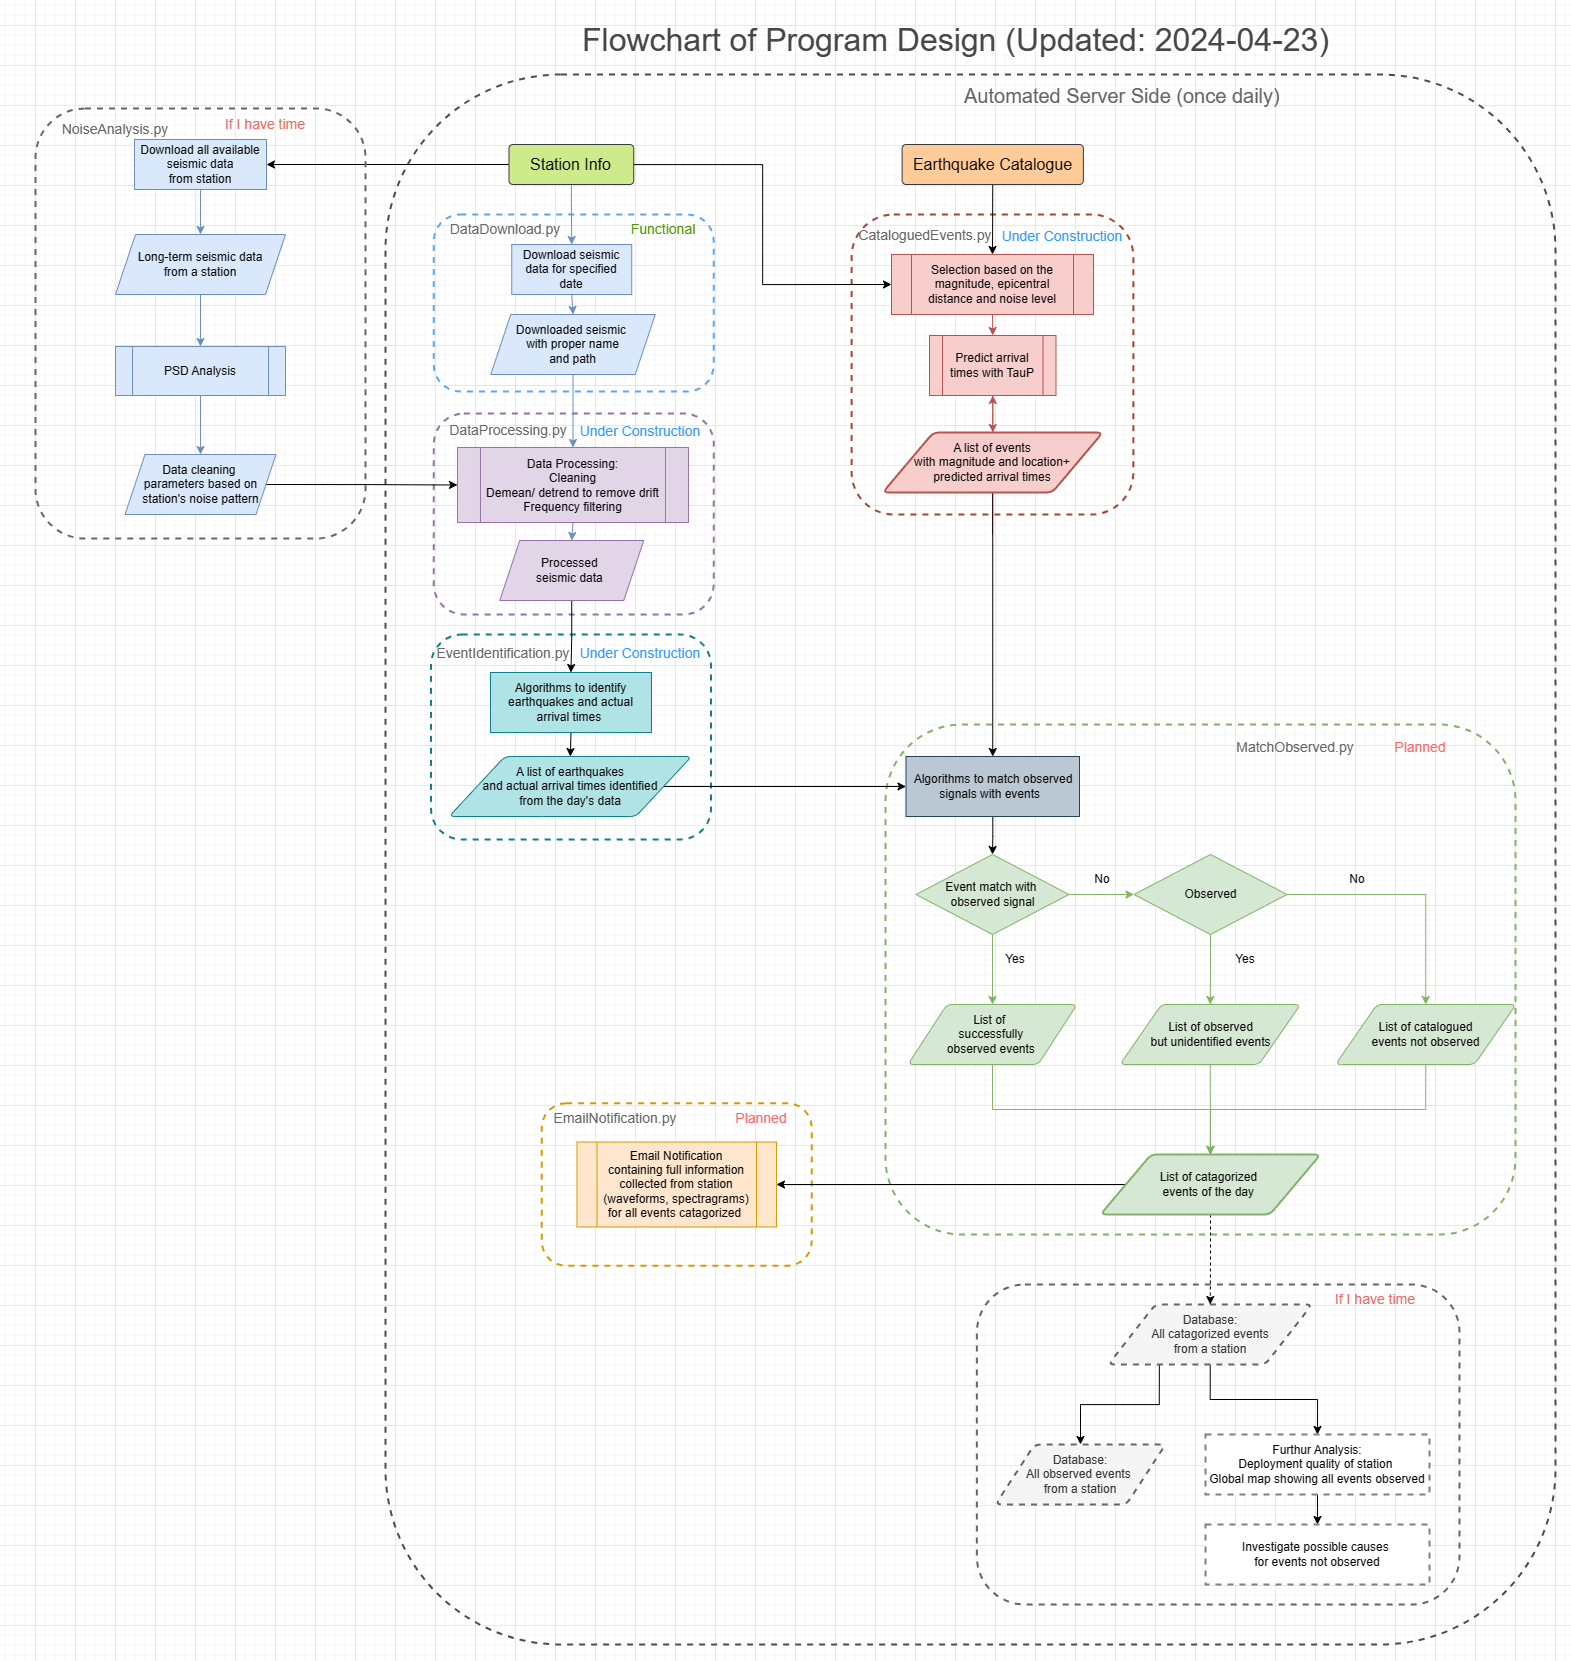 Flowchart of Program Design (Updated: 2024-04-23)
Automated Server Side (once daily)
NoiseAnalysis.py
If I have time
Download all available
seismic data
from station
Long-term seismic data
from a station
PSD Analysis
Data cleaning
parameters based on
station's noise pattern
Station Info
Earthquake Catalogue
DataDownload.py
Functional
Download seismic
data for specified
date
Downloaded seismic
with proper name
and path
DataProcessing.py
Under Construction
Data Processing:
Cleaning
Demean/ detrend to remove drift
Frequency filtering
Processed
seismic data
EventIdentification.py
Under Construction
Algorithms to identify
earthquakes and actual
arrival times
A list of earthquakes
and actual arrival times identified
from the day's data
CataloguedEvents.py
Under Construction
Selection based on the
magnitude, epicentral
distance and noise level
Predict arrival
times with TauP
A list of events
with magnitude and location+
predicted arrival times
MatchObserved.py
Planned
Algorithms to match observed
signals with events
Event match with
observed signal
No
Observed
No
Yes
Yes
List of
successfully
observed events
List of observed
but unidentified events
List of catalogued
events not observed
List of catagorized
events of the day
EmailNotification.py
Planned
Email Notification
containing full information
collected from station
(waveforms, spectragrams)
for all events catagorized
If I have time
Database:
All catagorized events
from a station
Database:
All observed events
from a station
Furthur Analysis:
Deployment quality of station
Global map showing all events observed
Investigate possible causes
for events not observed